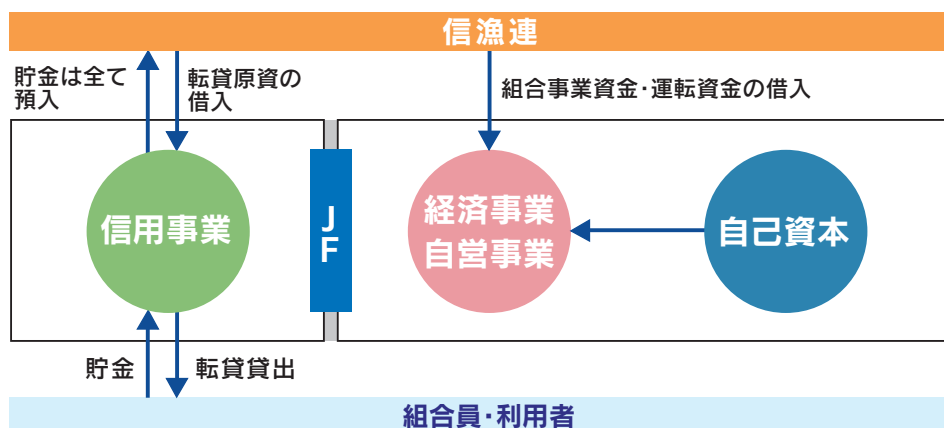 信漁連
貯金は全て
預入
転貸原資の
借入
組合事業資金・運転資金の借入
信用事業
JF
経済事業
自営事業
自己資本
貯金
転貸貸出
組合員・利用者